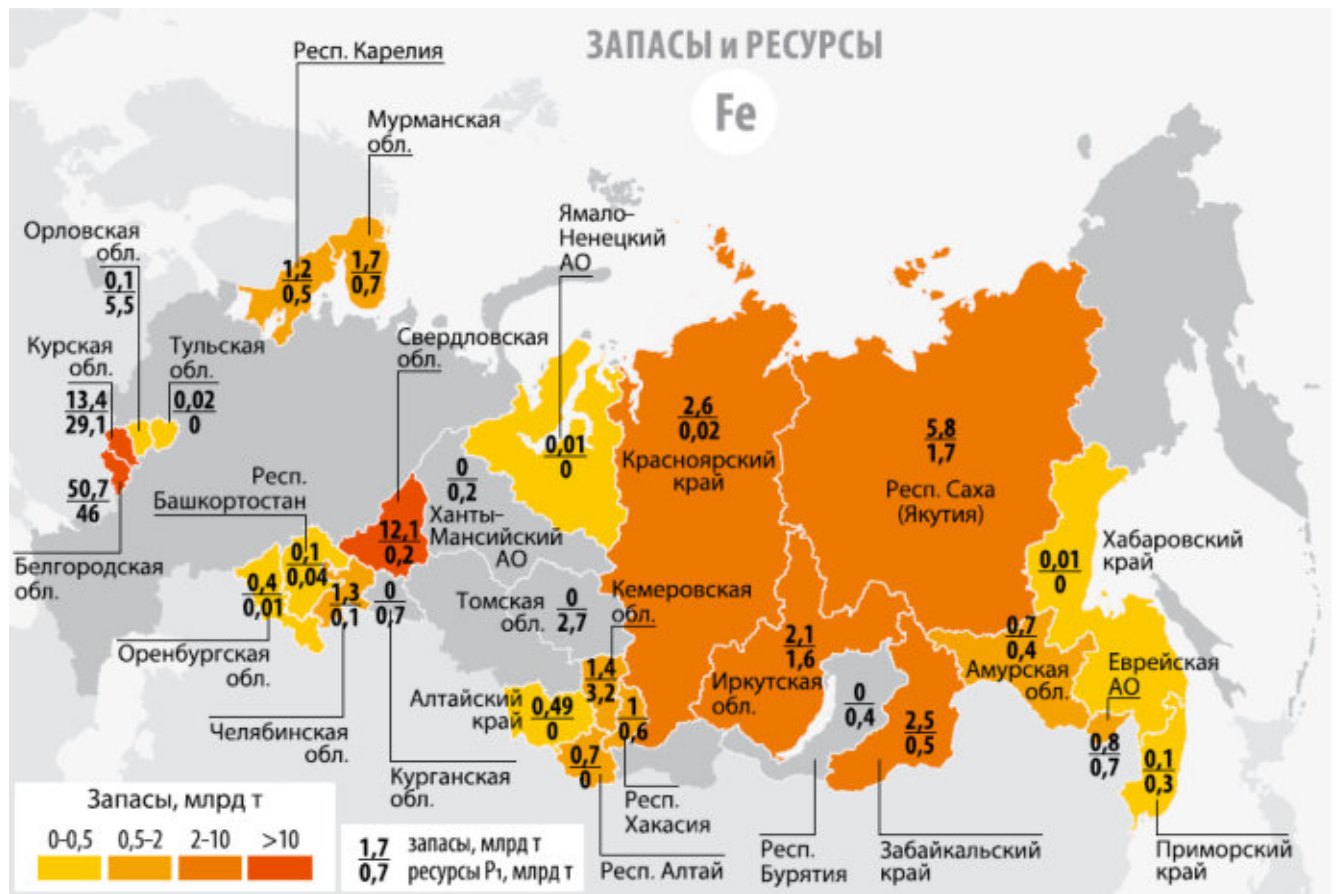 ЗАПАСЫ и РЕСУРСЫ
Fe
Респ. Карелия
1,2
0,5
Мурманская
обл.
1,7
0,7
Орловская
обл.
0,1
5,5
Курская
обл.
13,4
29,1
Тульская
обл.
0,02
0
50,7
46
Белгородская
обл.
Свердловская
обл.
12,1
0,2
Ямало-
Ненецкий
АО
0,01
0
0
0,2
Ханты-
Мансийский
АО
2,6
0,02
Красноярский
край
5,8
1,7
Респ. Саха
(Якутия)
Хабаровский
край
0,01
0
Респ.
Башкортостан
0,1
0,04
0,4
0,01
Оренбургская
обл.
1,3
0,1
Челябинская
обл.
0
0,7
Курганская
обл.
Томская
обл.
0
2,7
Кемеровская
обл.
1,4
3,2
Алтайский
край
0,49
0
0,7
0
Респ. Алтай
1
0,6
Респ.
Хакасия
2,1
1,6
Иркутская
обл.
0
0,4
Респ.
Бурятия
2,5
0,5
Забайкальский
край
0,7
0,4
Амурская
обл.
Еврейская
АО
0,8
0,7
0,1
0,3
Приморский
край
Запасы, млрд т
0-0,5 0,5-2 2-10 >10
1,7 запасы, млрд т
0,7 ресурсы Р₁, млрд т